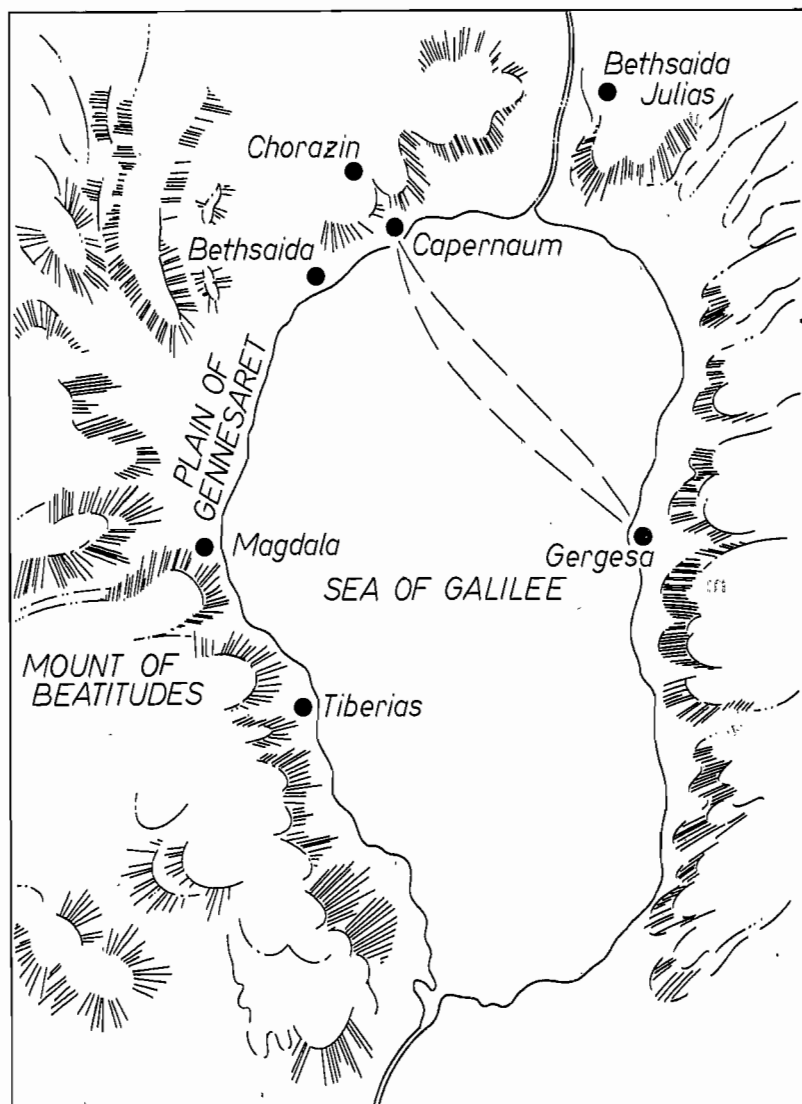 Bethsaida
Julias
Chorazin
Bethsaida
Capernaum
PLAIN OF
GENNESARET
Magdala
Gergesa
SEA OF GALILEE
MOUNT OF
BEATITUDES
Tiberias